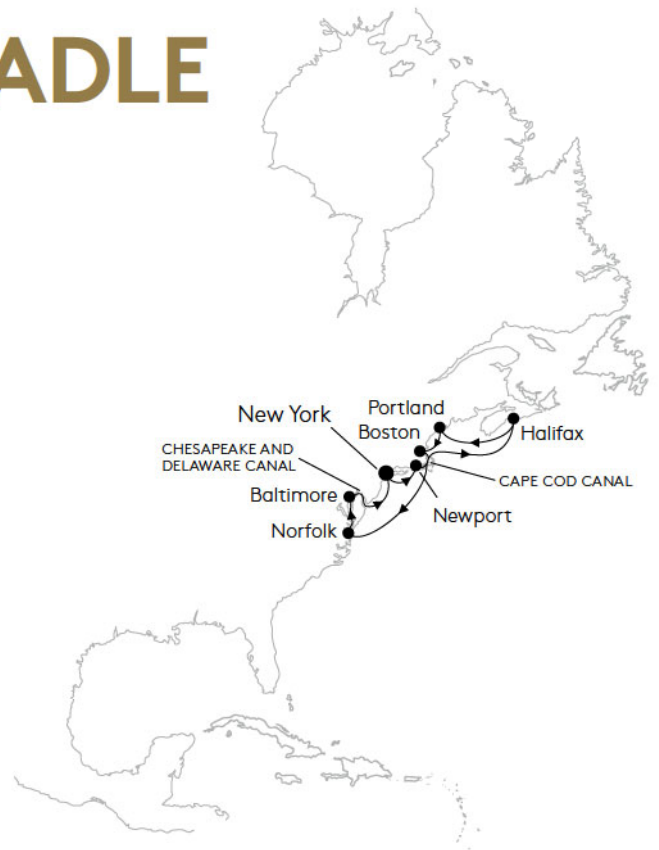 ADLE
New York
Portland
Boston
Halifax
CHESAPEAKE AND
DELAWARE CANAL
CAPE COD CANAL
Baltimore
Newport
Norfolk